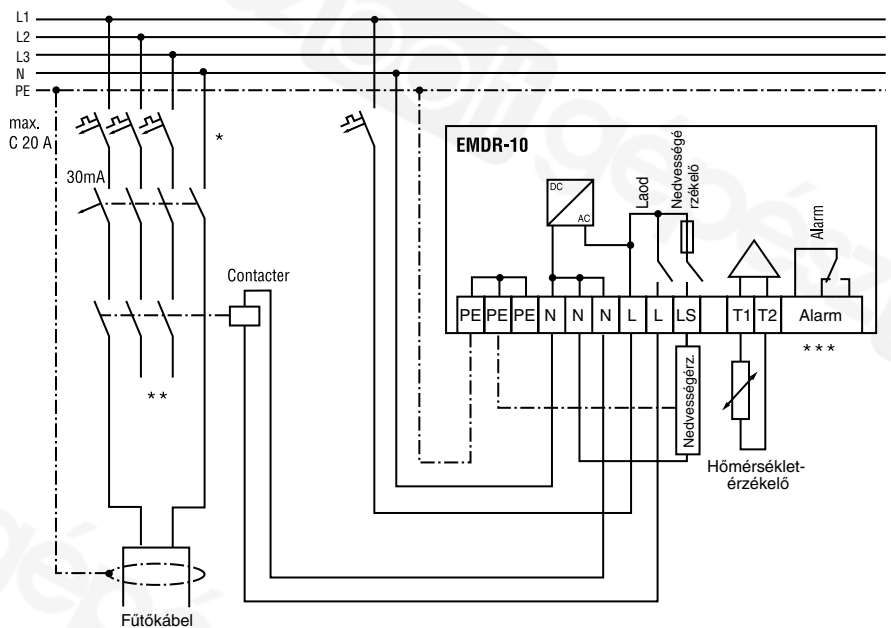 L1
L2
L3
N
PE
max.
C 20 A
*
30mA
Contacter
**
Fűtőkábel
EMDR-10
DC
AC
Laod
Nedvességé
rzékelő
Alarm
PE PE PE N N N L L LS T1 T2 Alarm
***
Nedvességérz.
Hőmérséklet-
érzékelő